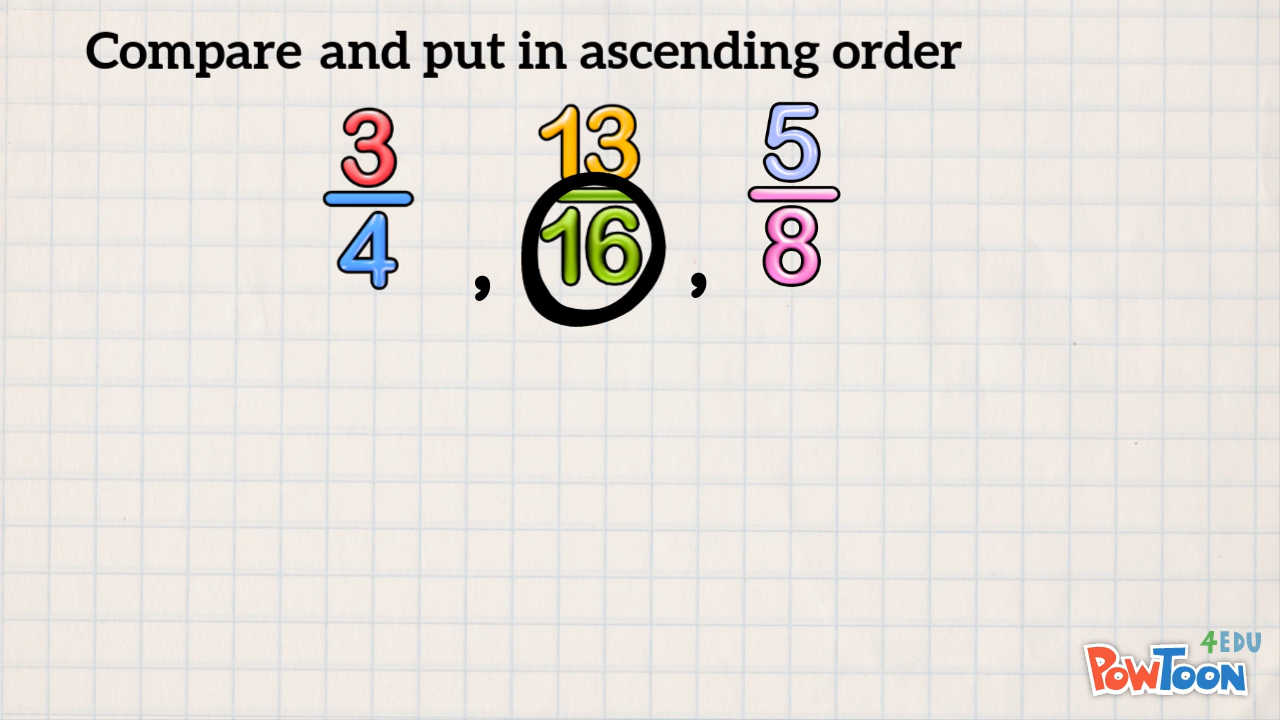 Compare and put in ascending order
3 13 5
4 , 16 , 8
4EDU
POWTOON